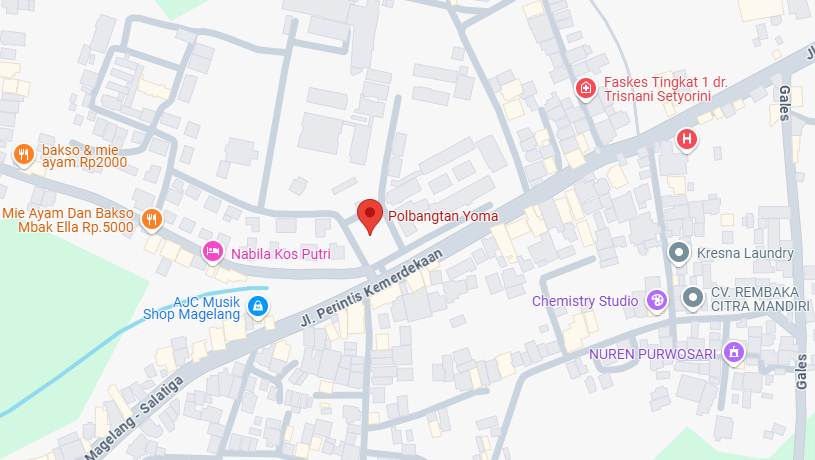 Jl.
Gales
Faskes Tingkat 1 dr.
Trisnani Setyorini
H
bakso & mie
ayam Rp2000
Mie Ayam Dan Bakso
Mbak Ella Rp.5000
Polbangtan Yoma
Nabila Kos Putri
Kresna Laundry
Jl. Perintis Kemerdekaan
AJC Musik
Shop Magelang
Chemistry Studio
CV. REMBAKA
CITRA MANDIRI
NUREN PURWOSARI
Gales
Magelang - Salatiga